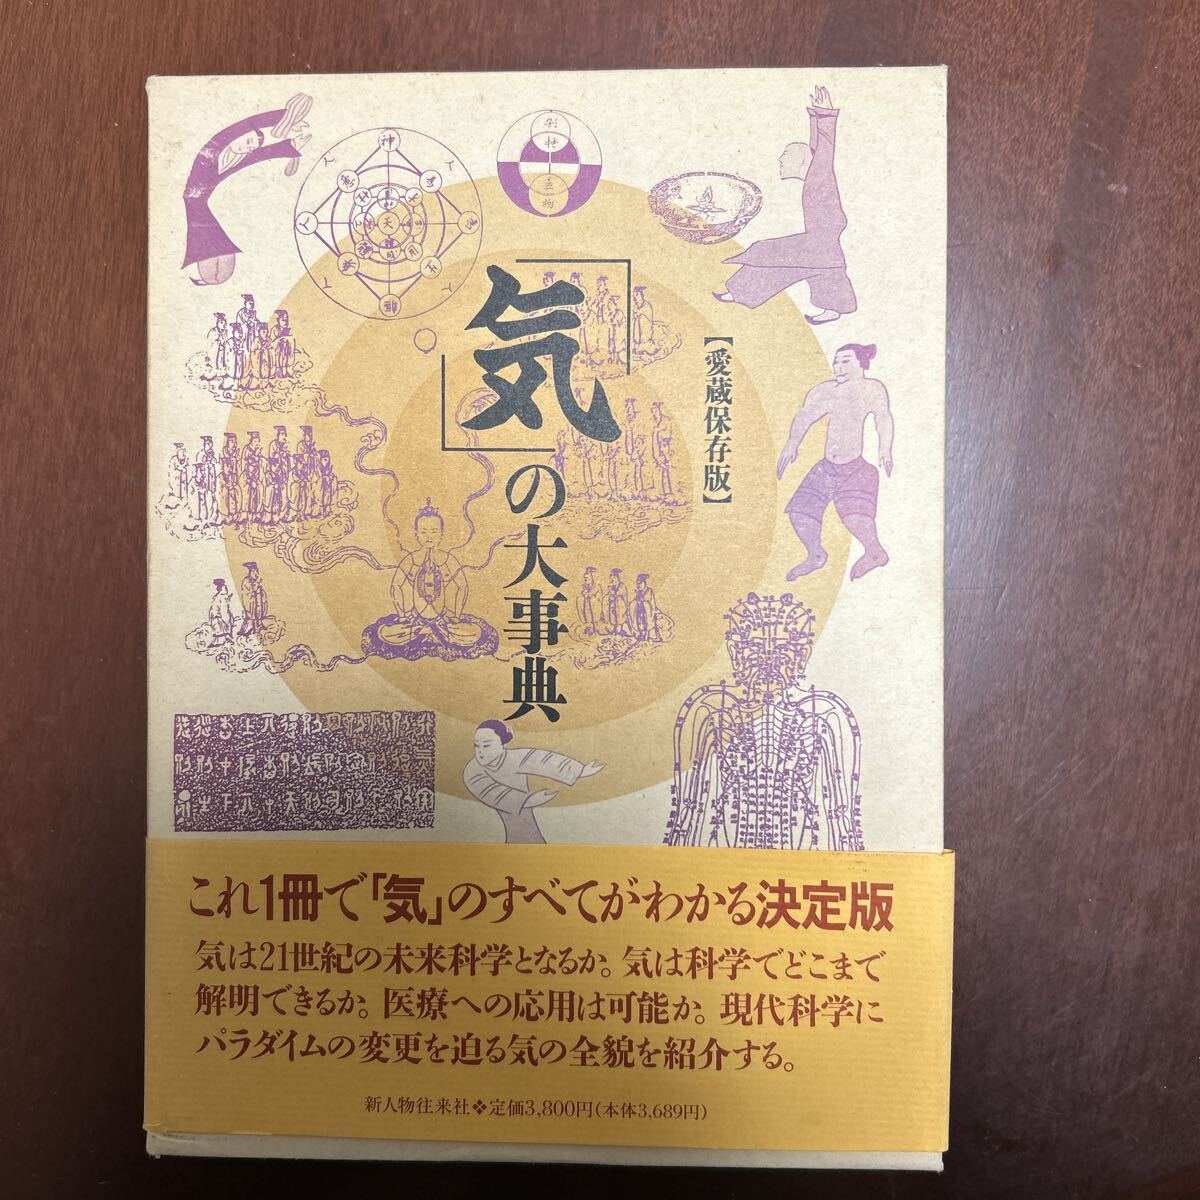 【愛蔵保存版】
「気」の大事典
神
天
物
これ1冊で「気」のすべてがわかる決定版
気は21世紀の未来科学となるか。気は科学でどこまで
解明できるか。医療への応用は可能か。現代科学に
パラダイムの変更を迫る気の全貌を紹介する。
新人物往来社❖定価3,800円(本体3,689円)